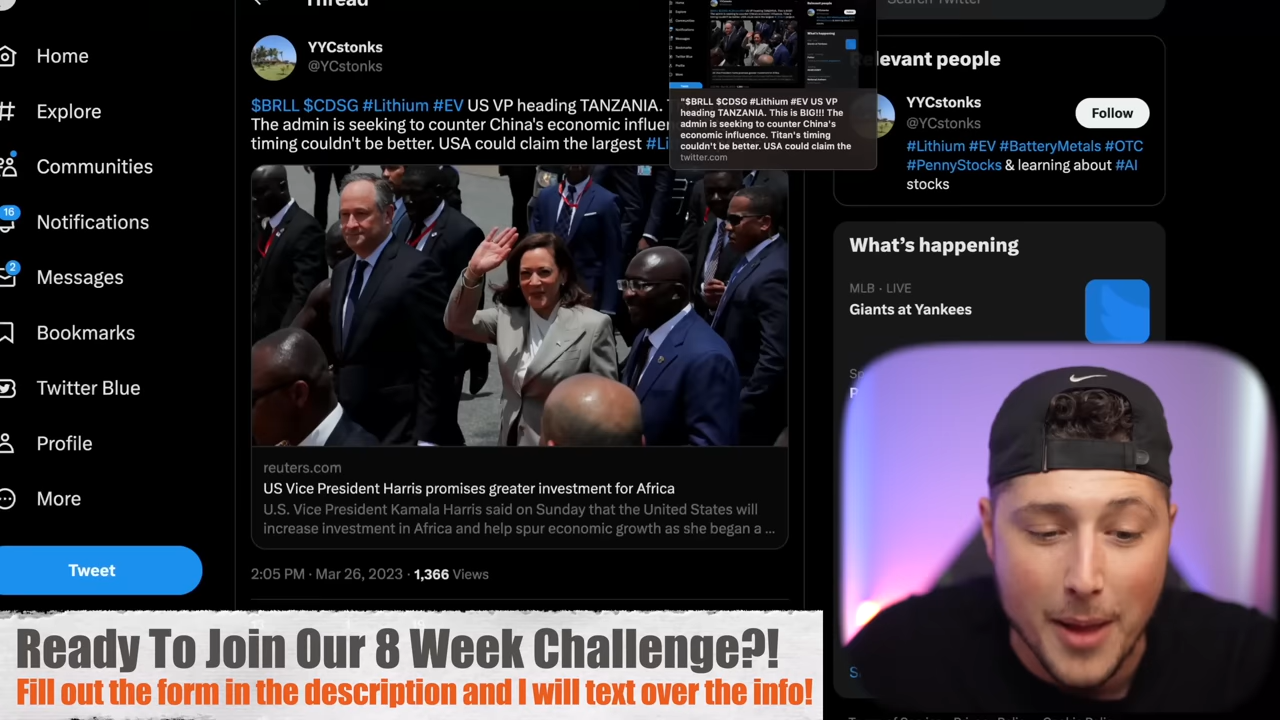 Thread
Search Twitter
Home
Explore
Communities
16
Notifications
2
Messages
Bookmarks
Twitter Blue
Profile
More
Tweet
YYCstonks
@YCstonks
$BRLL $CDSG #Lithium #EV US VP heading TANZANIA.
The admin is seeking to counter China's economic
timing couldn't be better. USA could claim the largest
"$BRLL $CDSG #Lithium #EV US VP
heading TANZANIA. This is BIG!!! The
admin is seeking to counter China's
economic influence. Titan's timing
couldn't be better. USA could claim the
twitter.com
reuters.com
US Vice President Harris promises greater investment for Africa
U.S. Vice President Kamala Harris said on Sunday that the United States will
increase investment in Africa and help spur economic growth as she began a ...
2:05 PM · Mar 26, 2023 · 1,366 Views
Relevant people
YYCstonks
@YCstonks
Follow
#Lithium #EV #BatteryMetals #OTC
#PennyStocks & learning about #AI
stocks
What's happening
MLB · LIVE
Giants at Yankees
Ready To Join Our 8 Week Challenge?!
Fill out the form in the description and I will text over the info!